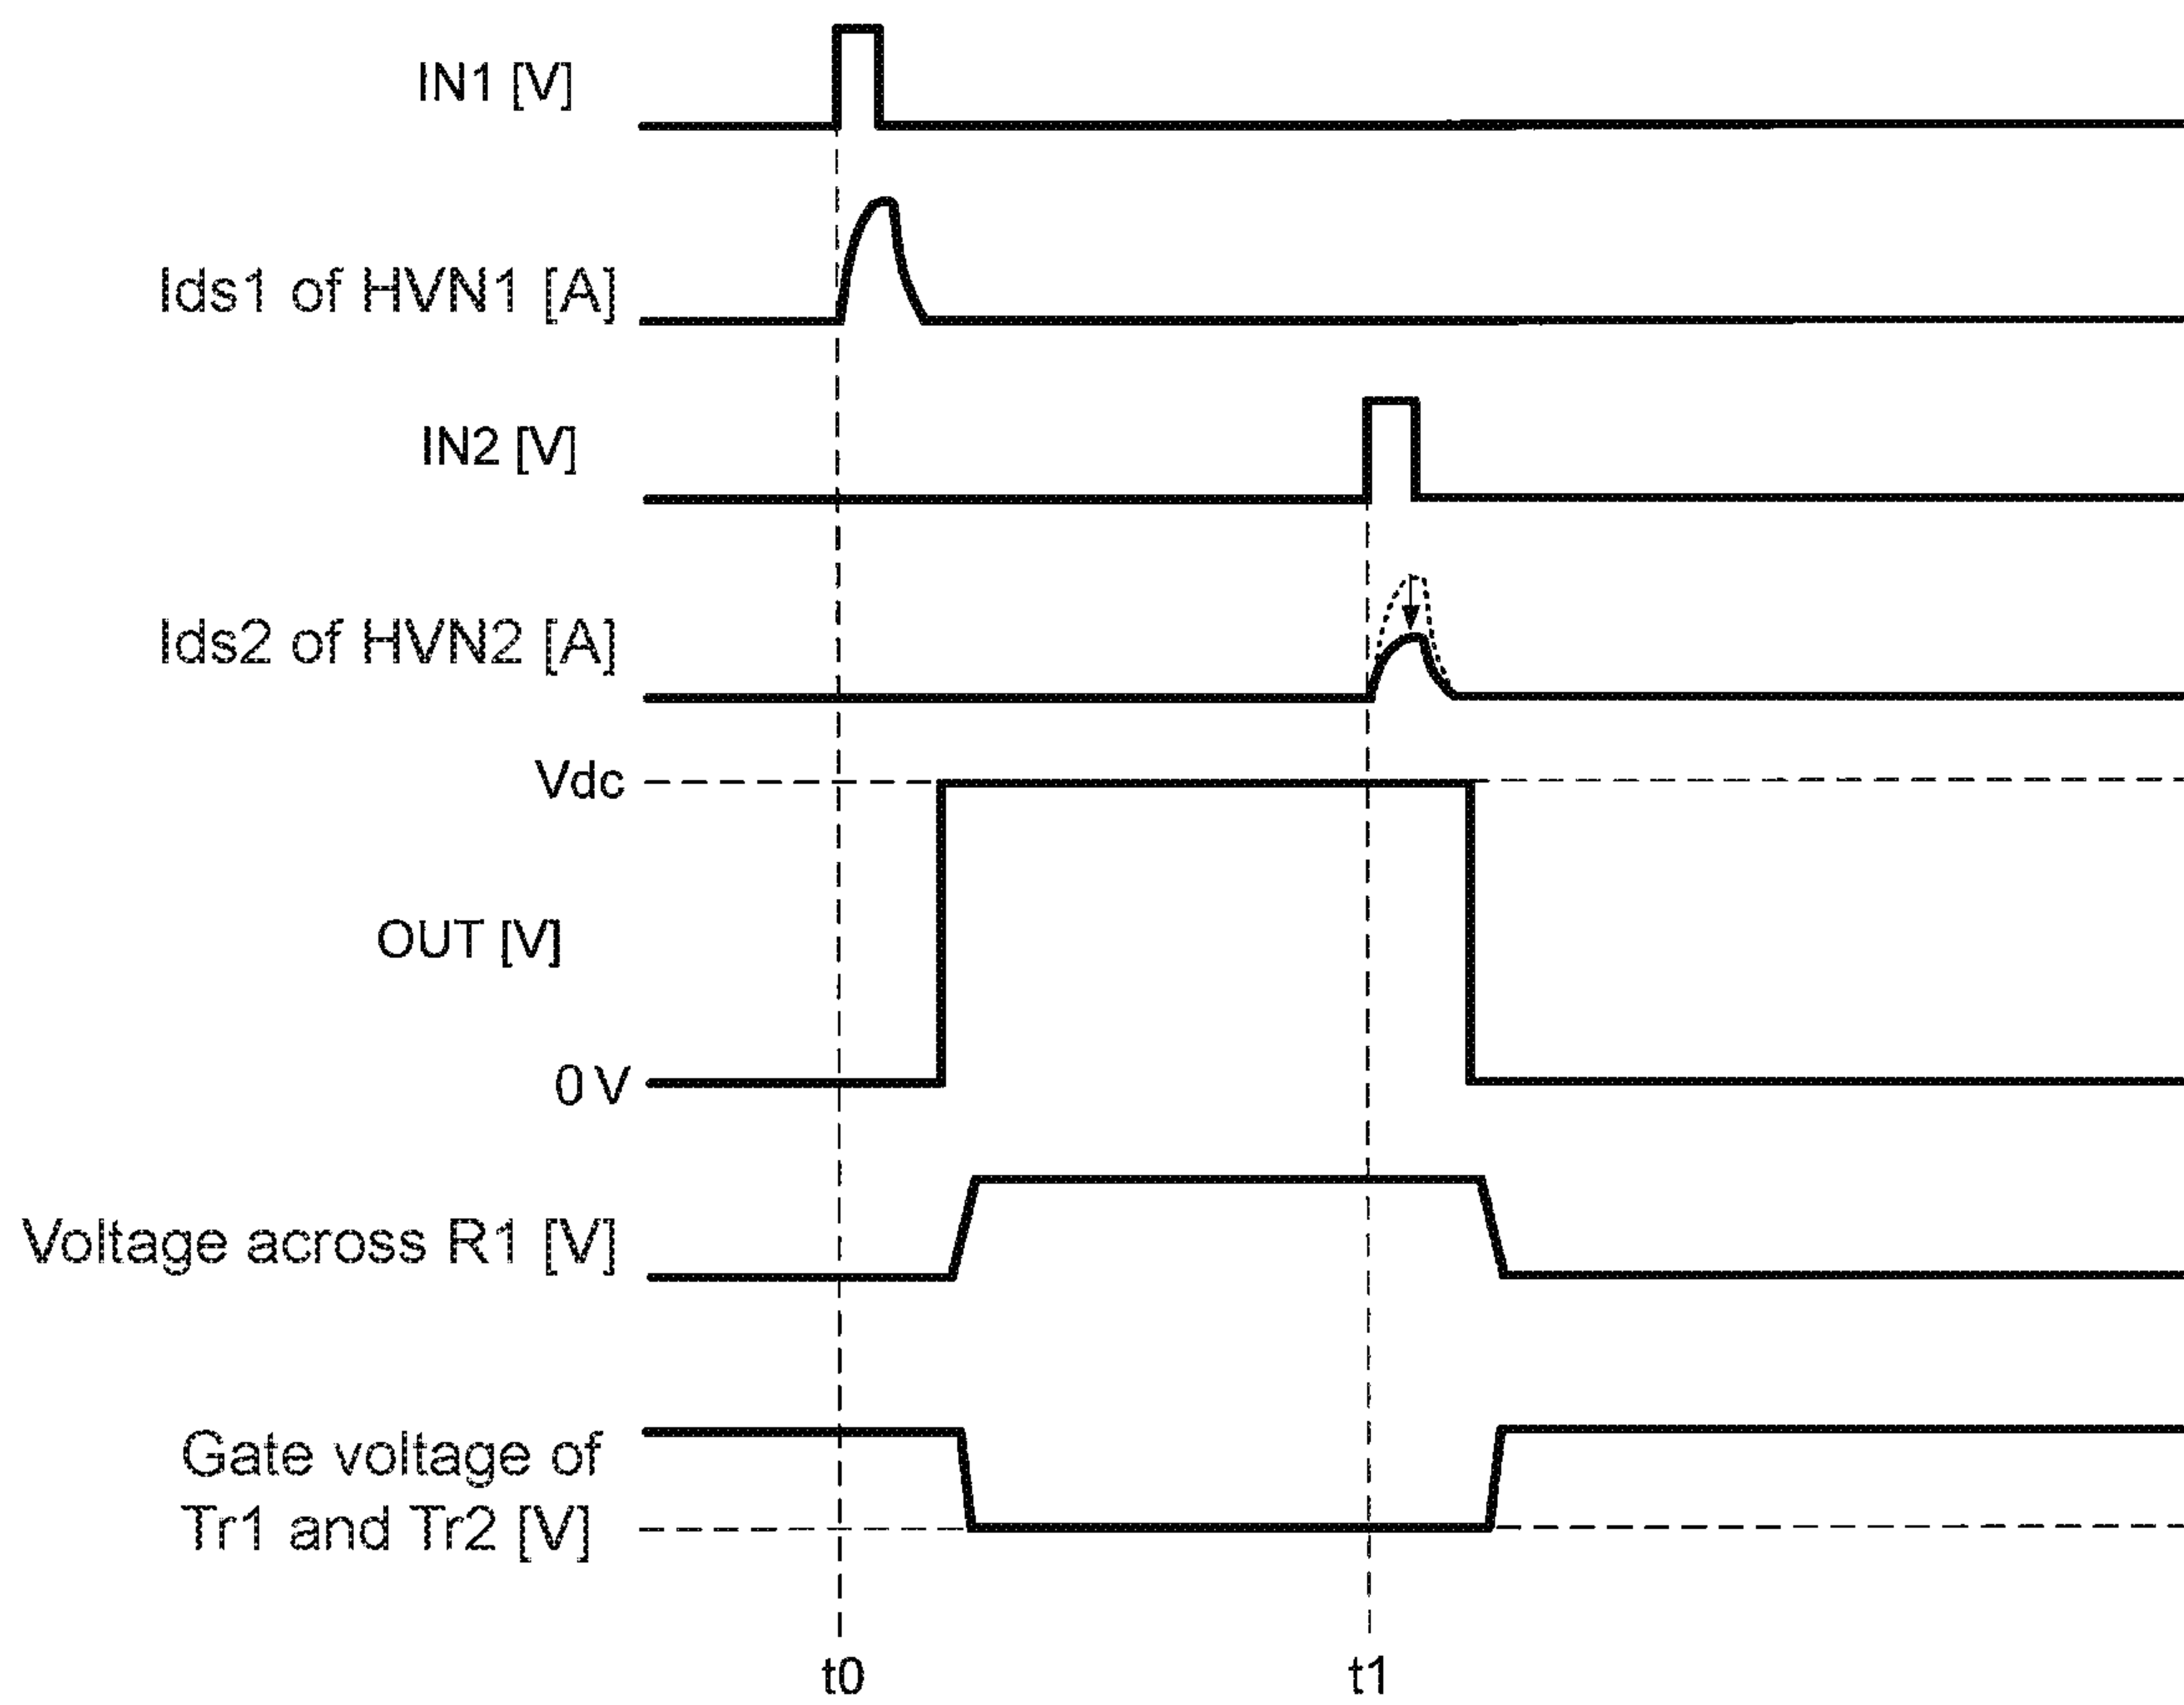 IN1 [V]
Ids1 of HVN1 [A]
IN2 [V]
Ids2 of HVN2 [A]
Vdc
OUT [V]
0 V
Voltage across R1 [V]
Gate voltage of
Tr1 and Tr2 [V]
t0
t1